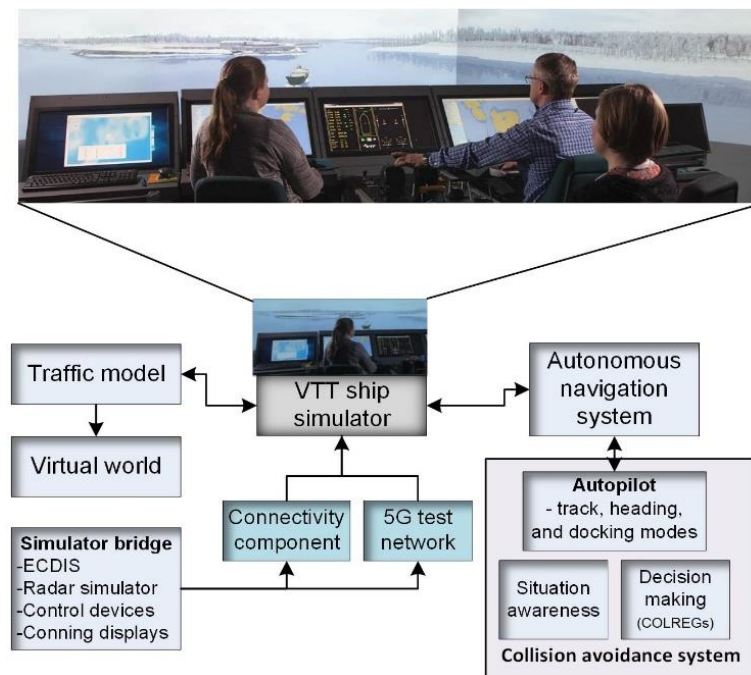 Traffic model
Virtual world
VTT ship
simulator
Autonomous
navigation
system
Connectivity
component
5G test
network
Simulator bridge
-ECDIS
-Radar simulator
-Control devices
-Conning displays
Autopilot
- track, heading,
and docking modes
Situation
awareness
Decision
making
(COLREGs)
Collision avoidance system